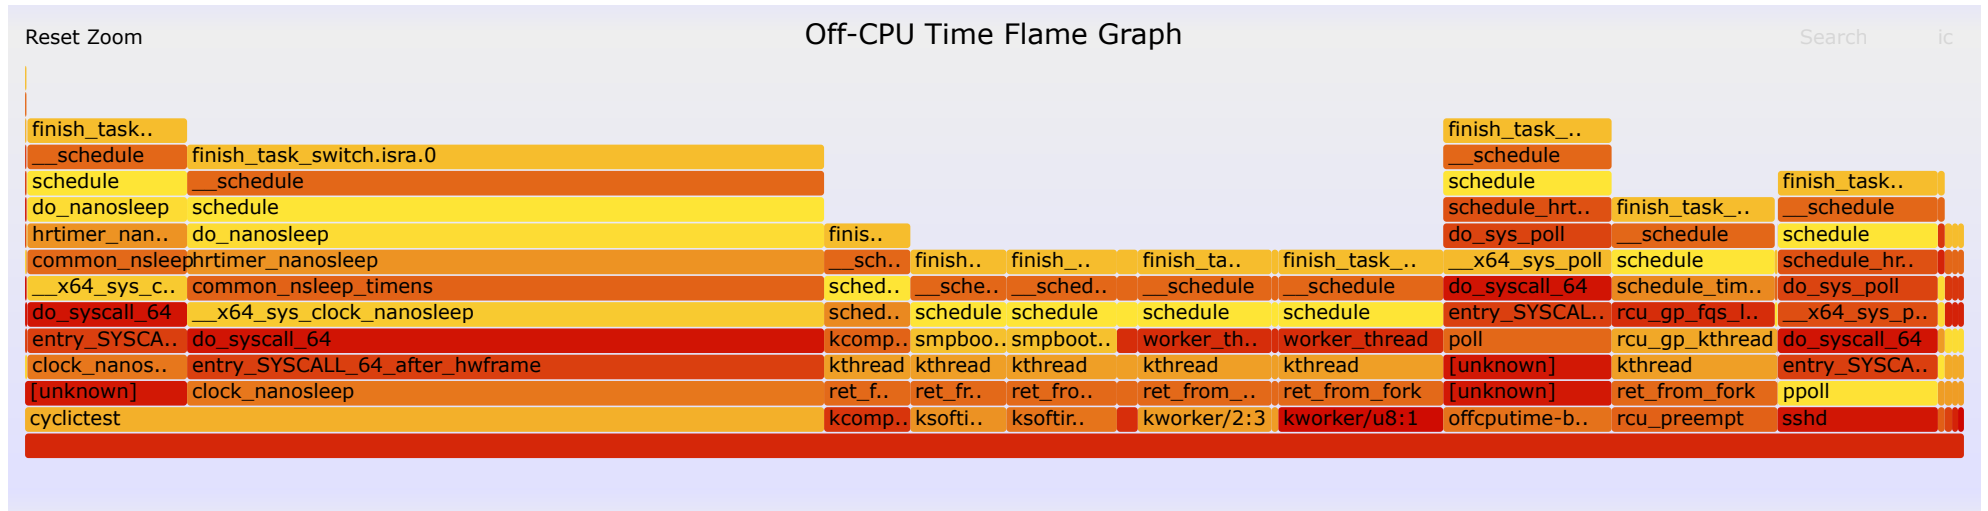 Reset Zoom Off-CPU Time Flame Graph Search ic
finish_task.. finish_task_..
__schedule finish_task_switch.isra.0 __schedule
schedule __schedule schedule finish_task..
do_nanosleep schedule schedule_hrt.. finish_task_.. __schedule
hrtimer_nan.. do_nanosleep finis.. do_sys_poll __schedule schedule
common_nsleep hrtimer_nanosleep __sch.. finish.. finish_.. finish_ta.. finish_task_.. __x64_sys_poll schedule schedule_hr..
__x64_sys_c.. common_nsleep_timens sched.. __sche.. __sched.. __schedule __schedule do_syscall_64 schedule_tim.. do_sys_poll
do_syscall_64 __x64_sys_clock_nanosleep sched.. schedule schedule schedule schedule entry_SYSCAL.. rcu_gp_fqs_l.. __x64_sys_p..
entry_SYSCA.. do_syscall_64 kcomp.. smpboo.. smpboot.. worker_th.. worker_thread poll rcu_gp_kthread do_syscall_64
clock_nanos.. entry_SYSCALL_64_after_hwframe kthread kthread kthread kthread kthread [unknown] kthread entry_SYSCA..
[unknown] clock_nanosleep ret_f.. ret_fr.. ret_fro.. ret_from_.. ret_from_fork [unknown] ret_from_fork ppoll
cyclictest kcomp.. ksofti.. ksoftir.. kworker/2:3 kworker/u8:1 offcputime-b.. rcu_preempt sshd